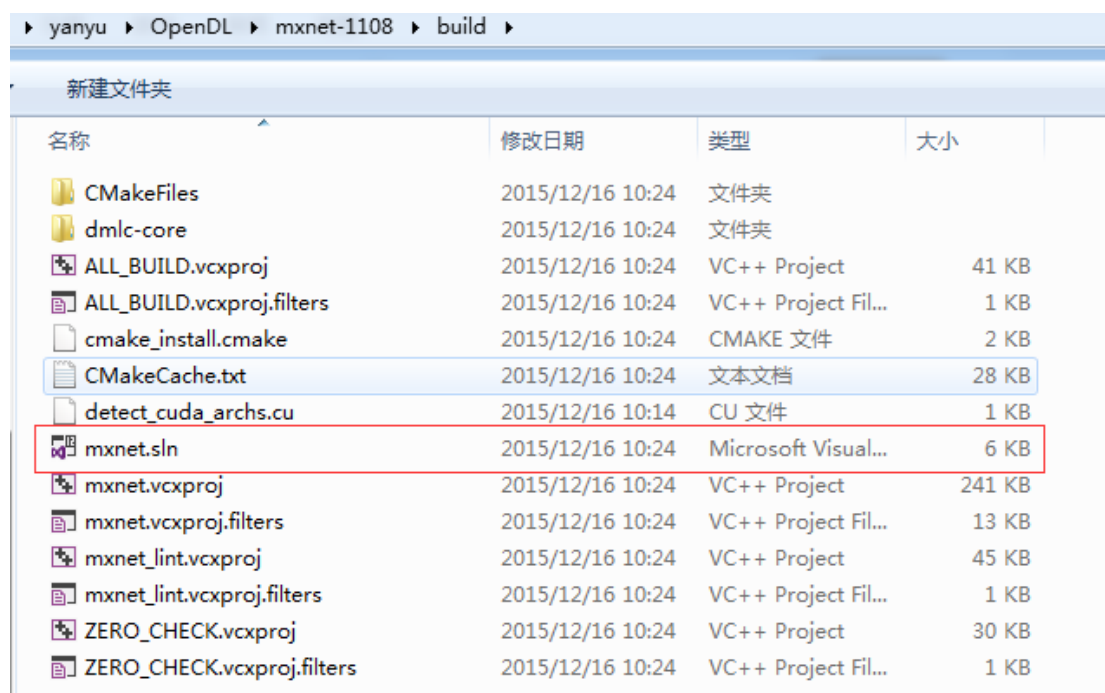 yanyu OpenDL mxnet-1108 build
新建文件夹
名称 修改日期 类型 大小
CMakeFiles 2015/12/16 10:24 文件夹
dmlc-core 2015/12/16 10:24 文件夹
ALL_BUILD.vcxproj 2015/12/16 10:24 VC++ Project 41 KB
ALL_BUILD.vcxproj.filters 2015/12/16 10:24 VC++ Project Fil... 1 KB
cmake_install.cmake 2015/12/16 10:24 CMAKE 文件 2 KB
CMakeCache.txt 2015/12/16 10:24 文本文档 28 KB
detect_cuda_archs.cu 2015/12/16 10:14 CU 文件 1 KB
mxnet.sln 2015/12/16 10:24 Microsoft Visual... 6 KB
mxnet.vcxproj 2015/12/16 10:24 VC++ Project 241 KB
mxnet.vcxproj.filters 2015/12/16 10:24 VC++ Project Fil... 13 KB
mxnet_lint.vcxproj 2015/12/16 10:24 VC++ Project 45 KB
mxnet_lint.vcxproj.filters 2015/12/16 10:24 VC++ Project Fil... 1 KB
ZERO_CHECK.vcxproj 2015/12/16 10:24 VC++ Project 30 KB
ZERO_CHECK.vcxproj.filters 2015/12/16 10:24 VC++ Project Fil... 1 KB